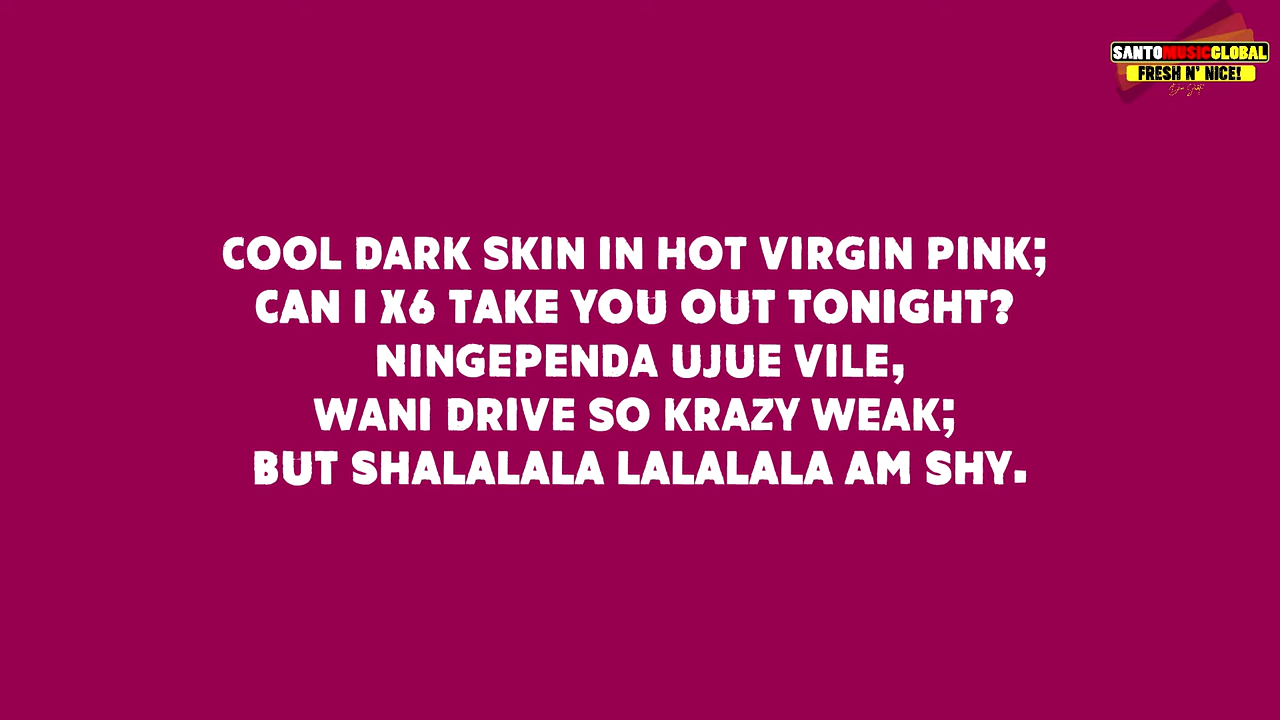 SANTOMUSICGLOBAL
FRESH N' NICE!
COOL DARK SKIN IN HOT VIRGIN PINK;
CAN I X6 TAKE YOU OUT TONIGHT?
NINGEPENDA UJUE VILE,
WANI DRIVE SO KRAZY WEAK;
BUT SHALALALA LALALALA AM SHY.